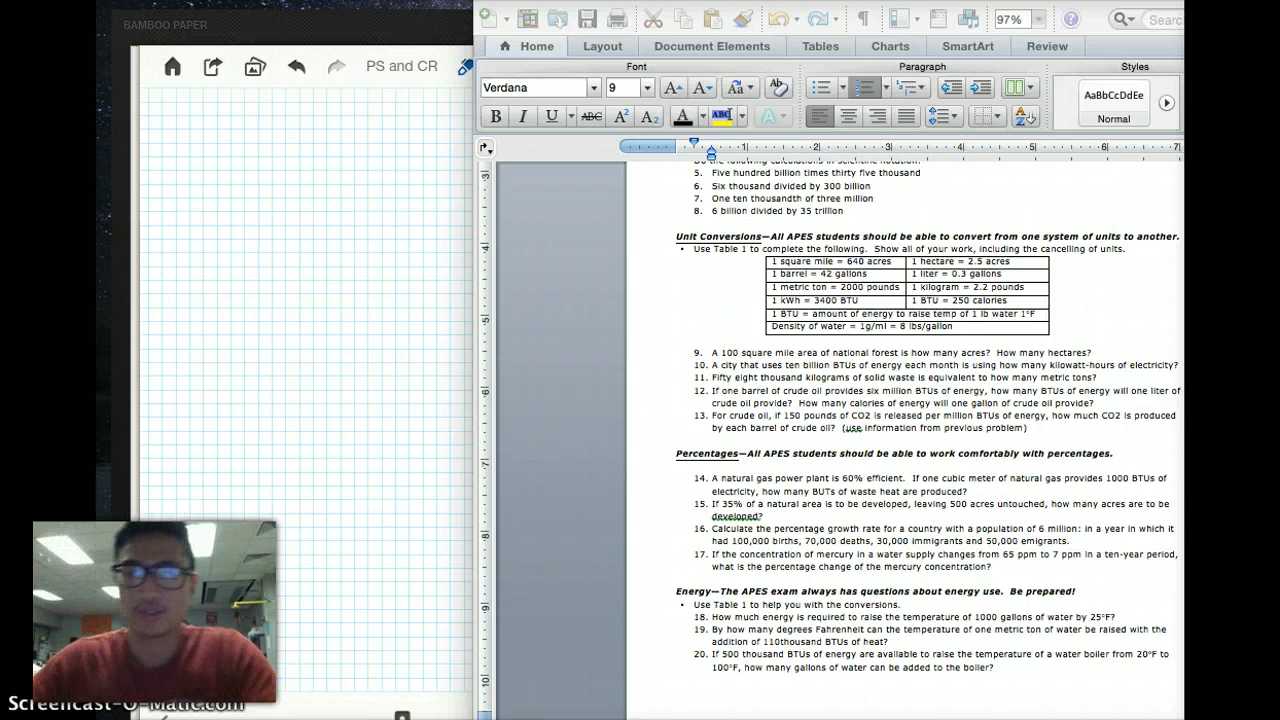 BAMBOO PAPER
PS and CR
97%
Home Layout Document Elements Tables Charts SmartArt Review
Font Paragraph Styles
Verdana 9
AaBbCcDdEe
Normal
Do the following calculations in scientific notation:
5. Five hundred billion times thirty five thousand
6. Six thousand divided by 300 billion
7. One ten thousandth of three million
8. 6 billion divided by 35 trillion
Unit Conversions—All APES students should be able to convert from one system of units to another.
• Use Table 1 to complete the following. Show all of your work, including the cancelling of units.
1 square mile = 640 acres 1 hectare = 2.5 acres
1 barrel = 42 gallons 1 liter = 0.3 gallons
1 metric ton = 2000 pounds 1 kilogram = 2.2 pounds
1 kWh = 3400 BTU 1 BTU = 250 calories
1 BTU = amount of energy to raise temp of 1 lb water 1°F
Density of water = 1g/ml = 8 lbs/gallon
9. A 100 square mile area of national forest is how many acres? How many hectares?
10. A city that uses ten billion BTUs of energy each month is using how many kilowatt-hours of electricity?
11. Fifty eight thousand kilograms of solid waste is equivalent to how many metric tons?
12. If one barrel of crude oil provides six million BTUs of energy, how many BTUs of energy will one liter of
crude oil provide? How many calories of energy will one gallon of crude oil provide?
13. For crude oil, if 150 pounds of CO2 is released per million BTUs of energy, how much CO2 is produced
by each barrel of crude oil? (use information from previous problem)
Percentages—All APES students should be able to work comfortably with percentages.
14. A natural gas power plant is 60% efficient. If one cubic meter of natural gas provides 1000 BTUs of
electricity, how many BUTs of waste heat are produced?
15. If 35% of a natural area is to be developed, leaving 500 acres untouched, how many acres are to be
developed?
16. Calculate the percentage growth rate for a country with a population of 6 million: in a year in which it
had 100,000 births, 70,000 deaths, 30,000 immigrants and 50,000 emigrants.
17. If the concentration of mercury in a water supply changes from 65 ppm to 7 ppm in a ten-year period,
what is the percentage change of the mercury concentration?
Energy—The APES exam always has questions about energy use. Be prepared!
• Use Table 1 to help you with the conversions.
18. How much energy is required to raise the temperature of 1000 gallons of water by 25°F?
19. By how many degrees Fahrenheit can the temperature of one metric ton of water be raised with the
addition of 110thousand BTUs of heat?
20. If 500 thousand BTUs of energy are available to raise the temperature of a water boiler from 20°F to
100°F, how many gallons of water can be added to the boiler?
Screencast-O-Matic.com